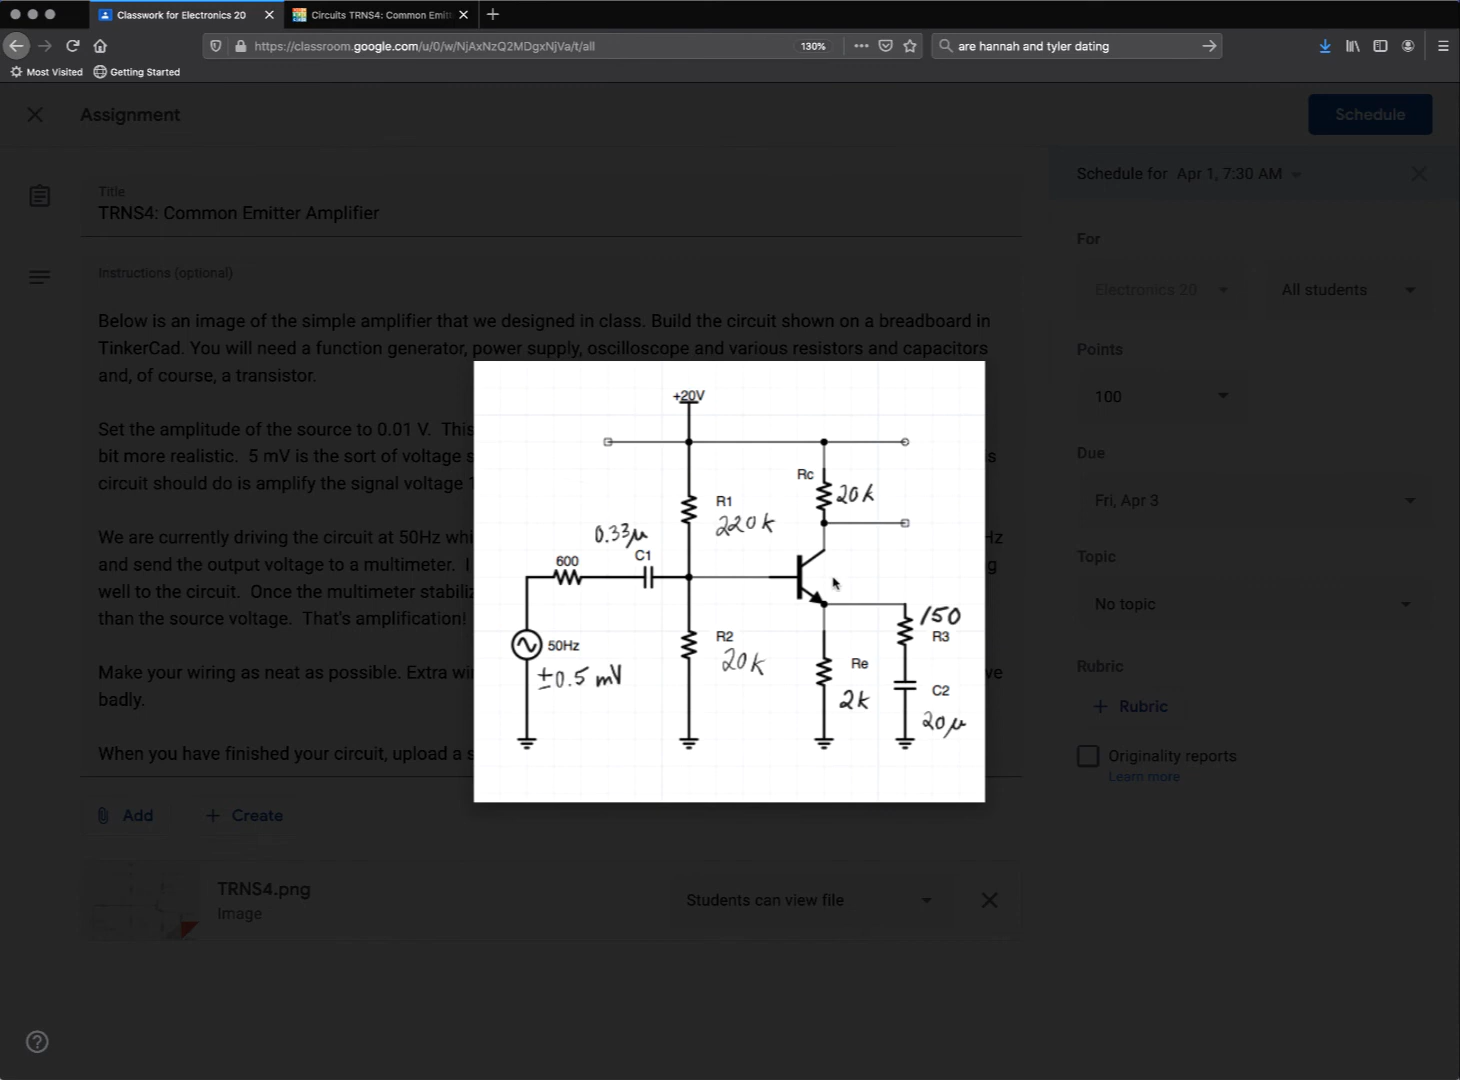 Classwork for Electronics 20
Circuits TRNS4: Common Emit
https://classroom.google.com/u/0/w/NjAxNzQ2MDgxNjVa/t/all
130%
are hannah and tyler dating
Most Visited
Getting Started
Assignment
Schedule
Title
TRNS4: Common Emitter Amplifier
Schedule for Apr 1, 7:30 AM
Instructions (optional)
Below is an image of the simple amplifier that we designed in class. Build the circuit shown on a breadboard in
TinkerCad. You will need a function generator, power supply, oscilloscope and various resistors and capacitors
and, of course, a transistor.
Set the amplitude of the source to 0.01 V. This
bit more realistic. 5 mV is the sort of voltage s
s
circuit should do is amplify the signal voltage
We are currently driving the circuit at 50Hz whi
Hz
and send the output voltage to a multimeter. I
g
well to the circuit. Once the multimeter stabiliz
than the source voltage. That's amplification!
Make your wiring as neat as possible. Extra wi
ve
badly.
When you have finished your circuit, upload a s
+20V
Rc
20k
R1
220k
0.33μ
C1
600
50Hz
±0.5 mV
R2
20k
Re
2k
150
R3
C2
20μ
For
Electronics 20
All students
Points
100
Due
Fri, Apr 3
Topic
No topic
Rubric
+ Rubric
Originality reports
Learn more
Add
+ Create
TRNS4.png
Image
Students can view file